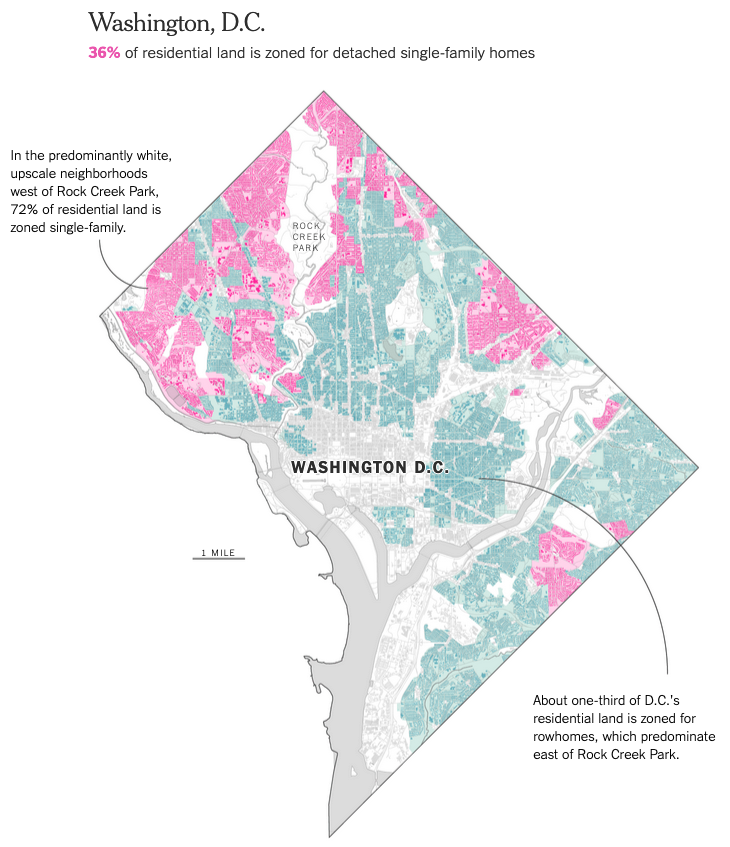 Washington, D.C.
36% of residential land is zoned for detached single-family homes
In the predominantly white,
upscale neighborhoods
west of Rock Creek Park,
72% of residential land is
zoned single-family.
ROCK
CREEK
PARK
WASHINGTON D.C.
1 MILE
About one-third of D.C.'s
residential land is zoned for
rowhomes, which predominate
east of Rock Creek Park.